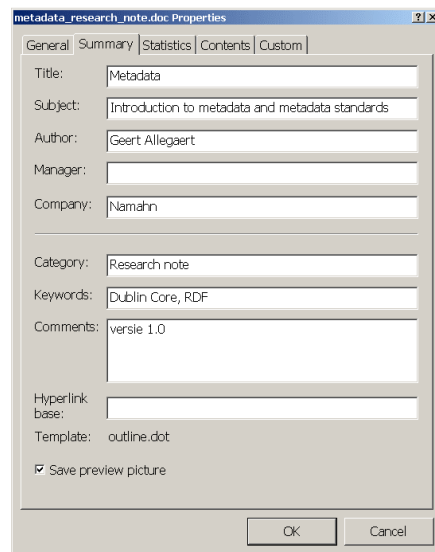 metadata_research_note.doc Properties
General Summary Statistics Contents Custom
Title: Metadata
Subject: Introduction to metadata and metadata standards
Author: Geert Allegaert
Manager:
Company: Namahn
Category: Research note
Keywords: Dublin Core, RDF
Comments: versie 1.0
Hyperlink
base:
Template: outline.dot
Save preview picture
OK Cancel